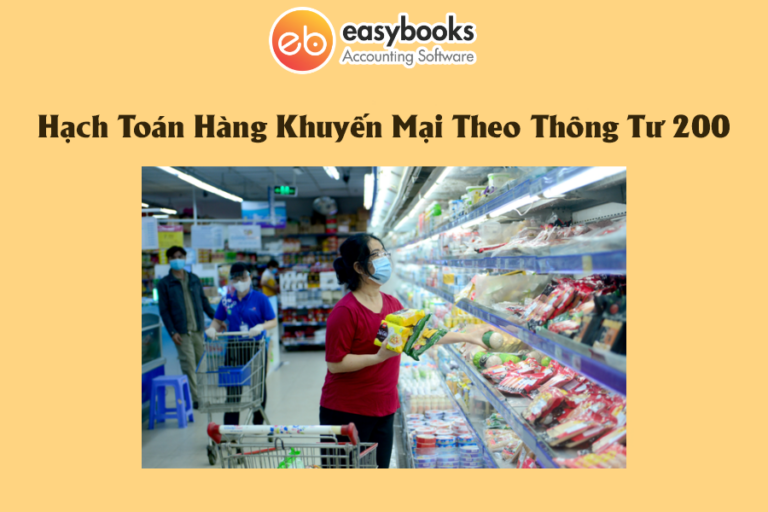 eb easybooks
Accounting Software
Hạch Toán Hàng Khuyến Mại Theo Thông Tư 200